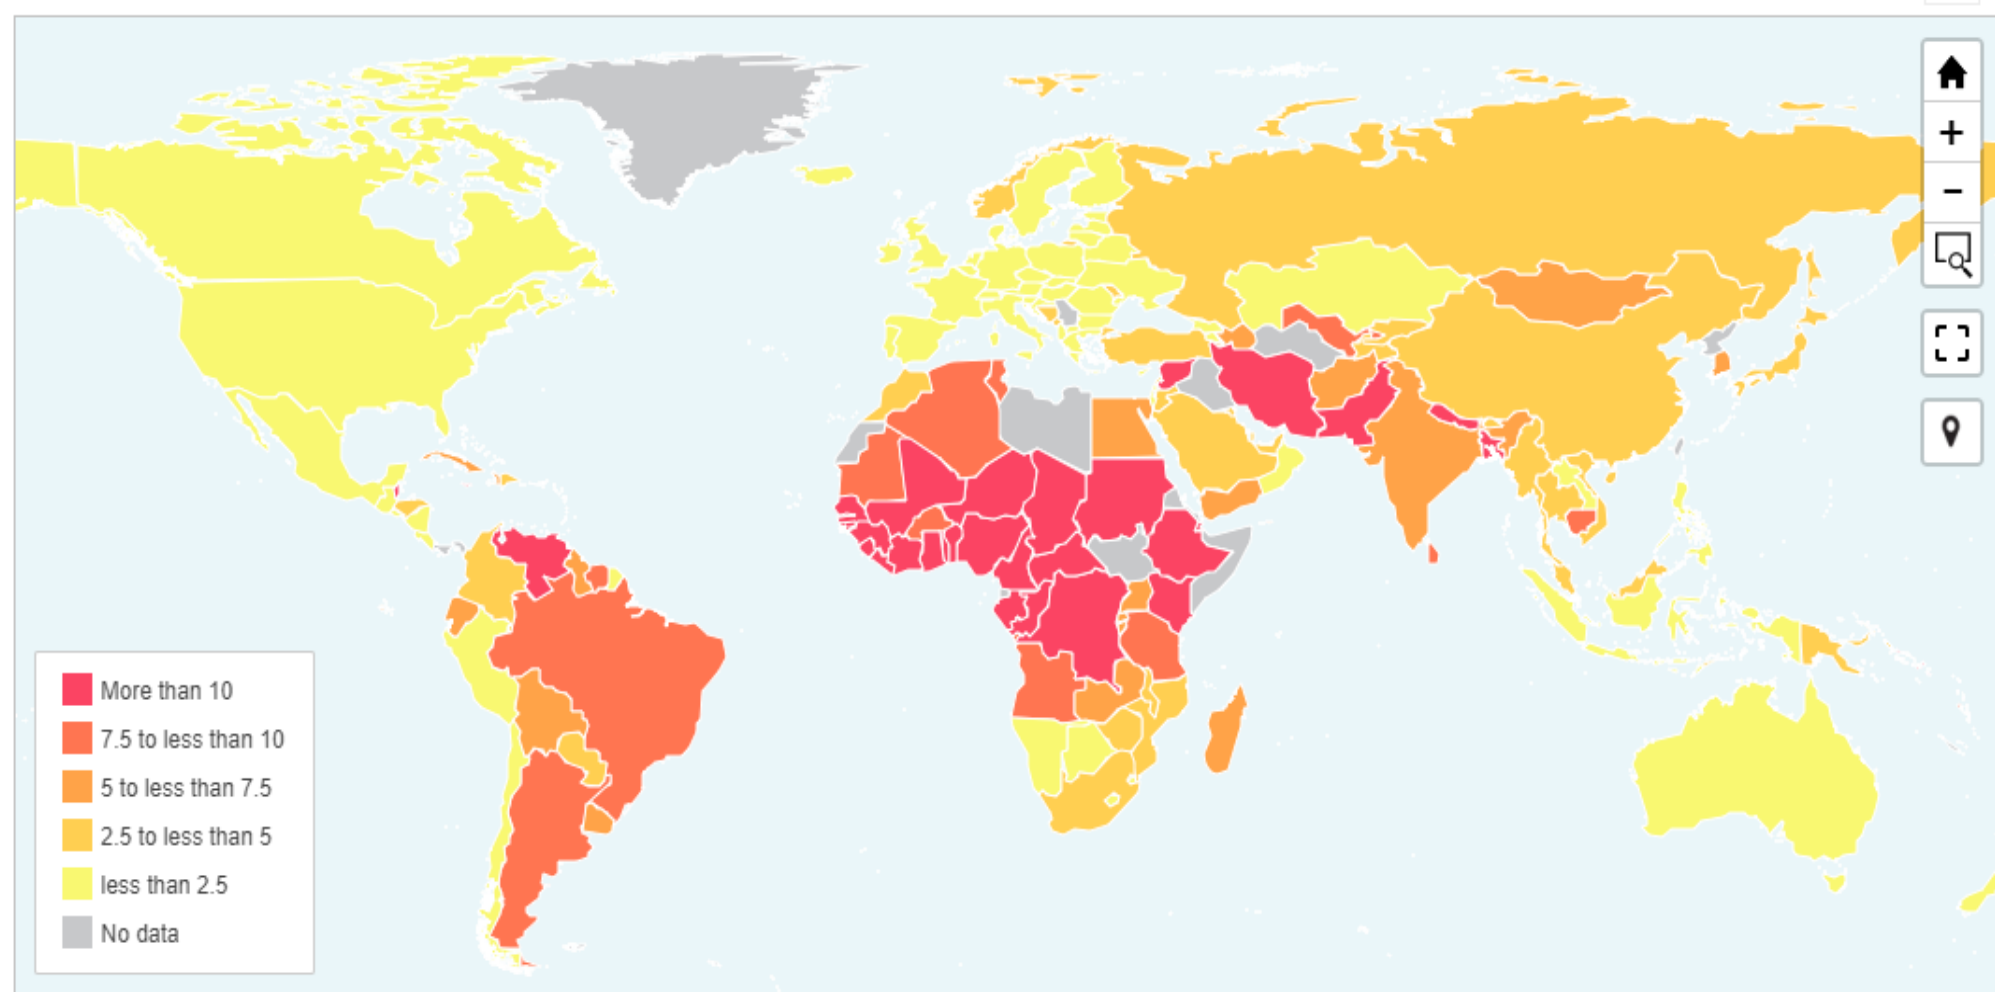 More than 10
7.5 to less than 10
5 to less than 7.5
2.5 to less than 5
less than 2.5
No data